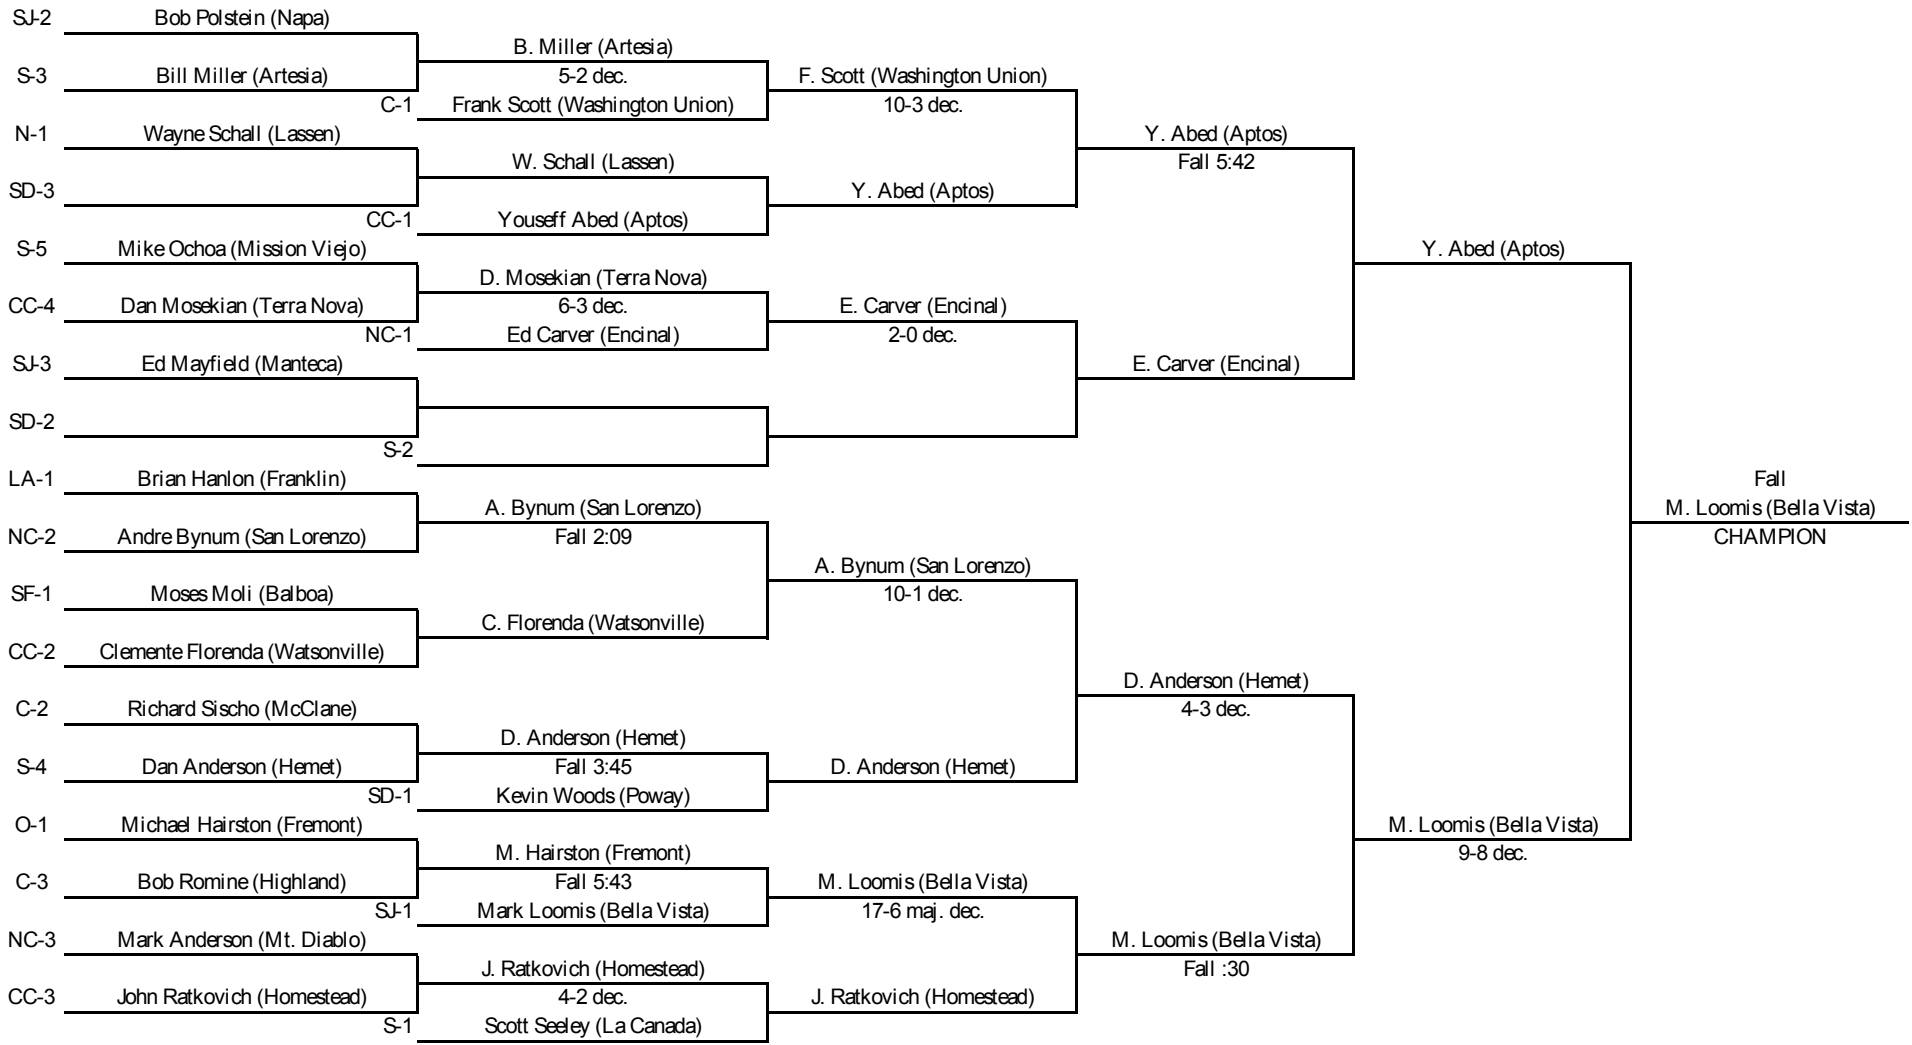 SJ-2 Bob Polstein (Napa)
B. Miller (Artesia)
S-3 Bill Miller (Artesia) 5-2 dec. F. Scott (Washington Union)
C-1 Frank Scott (Washington Union) 10-3 dec.
N-1 Wayne Schall (Lassen) Y. Abed (Aptos)
W. Schall (Lassen) Fall 5:42
SD-3 Y. Abed (Aptos)
CC-1 Youseff Abed (Aptos)
S-5 Mike Ochoa (Mission Viejo) Y. Abed (Aptos)
D. Mosekian (Terra Nova)
CC-4 Dan Mosekian (Terra Nova) 6-3 dec. E. Carver (Encinal)
NC-1 Ed Carver (Encinal) 2-0 dec.
SJ-3 Ed Mayfield (Manteca) E. Carver (Encinal)
SD-2
S-2
LA-1 Brian Hanlon (Franklin) Fall
A. Bynum (San Lorenzo) M. Loomis (Bella Vista)
NC-2 Andre Bynum (San Lorenzo) Fall 2:09 CHAMPION
A. Bynum (San Lorenzo)
SF-1 Moses Moli (Balboa) 10-1 dec.
C. Florenda (Watsonville)
CC-2 Clemente Florenda (Watsonville)
D. Anderson (Hemet)
C-2 Richard Sischo (McClane) 4-3 dec.
D. Anderson (Hemet)
S-4 Dan Anderson (Hemet) Fall 3:45 D. Anderson (Hemet)
SD-1 Kevin Woods (Poway)
O-1 Michael Hairston (Fremont) M. Loomis (Bella Vista)
M. Hairston (Fremont) 9-8 dec.
C-3 Bob Romine (Highland) Fall 5:43 M. Loomis (Bella Vista)
SJ-1 Mark Loomis (Bella Vista) 17-6 maj. dec.
NC-3 Mark Anderson (Mt. Diablo) M. Loomis (Bella Vista)
J. Ratkovich (Homestead) Fall :30
CC-3 John Ratkovich (Homestead) 4-2 dec. J. Ratkovich (Homestead)
S-1 Scott Seeley (La Canada)